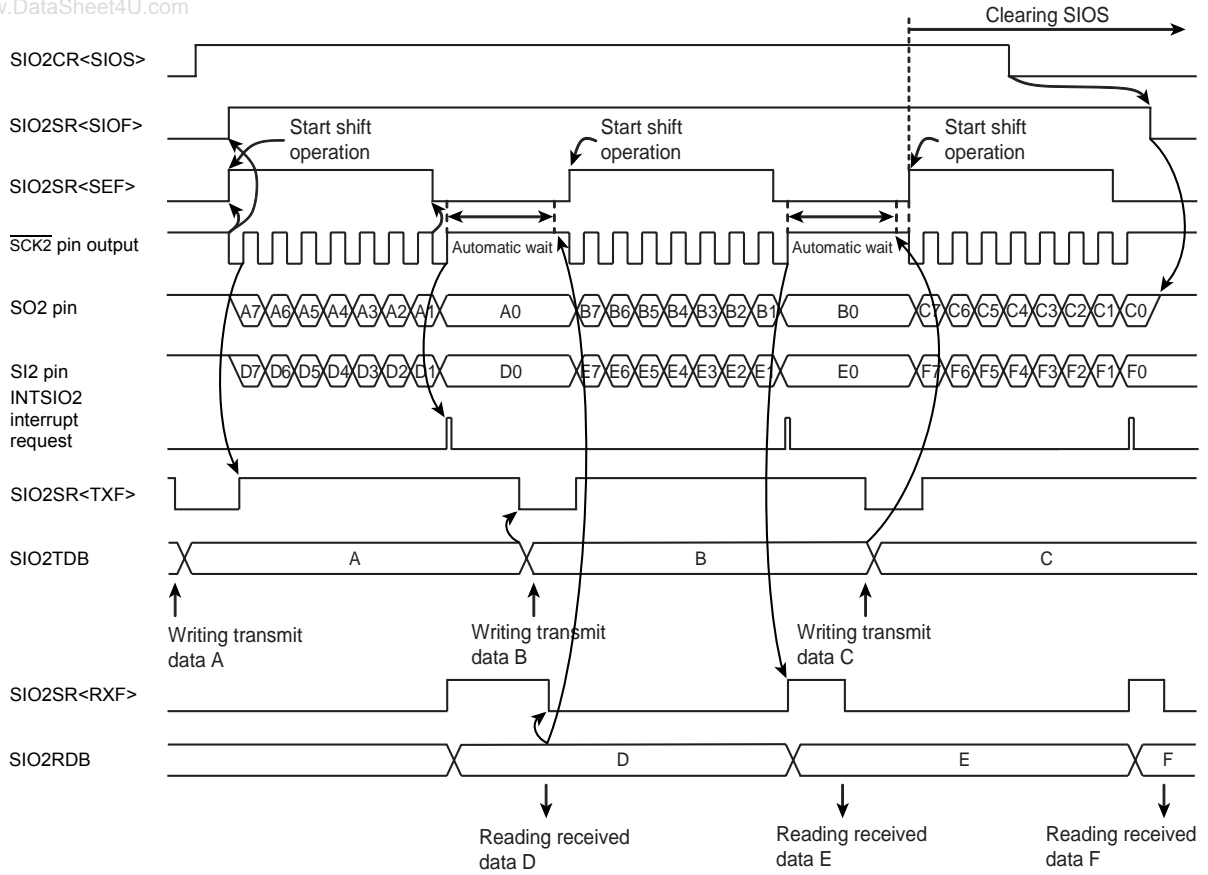 w.DataSheet4U.com
Clearing SIOS
SIO2CR<SIOS>
SIO2SR<SIOF>
Start shift
operation
Start shift
operation
Start shift
operation
SIO2SR<SEF>
SCK2 pin output
Automatic wait
Automatic wait
SO2 pin
A7 A6 A5 A4 A3 A2 A1 A0 B7 B6 B5 B4 B3 B2 B1 B0 C7 C6 C5 C4 C3 C2 C1 C0
SI2 pin
D7 D6 D5 D4 D3 D2 D1 D0 E7 E6 E5 E4 E3 E2 E1 E0 F7 F6 F5 F4 F3 F2 F1 F0
INTSIO2
interrupt
request
SIO2SR<TXF>
SIO2TDB
A B C
Writing transmit
data A
Writing transmit
data B
Writing transmit
data C
SIO2SR<RXF>
SIO2RDB
D E F
Reading received
data D
Reading received
data E
Reading received
data F